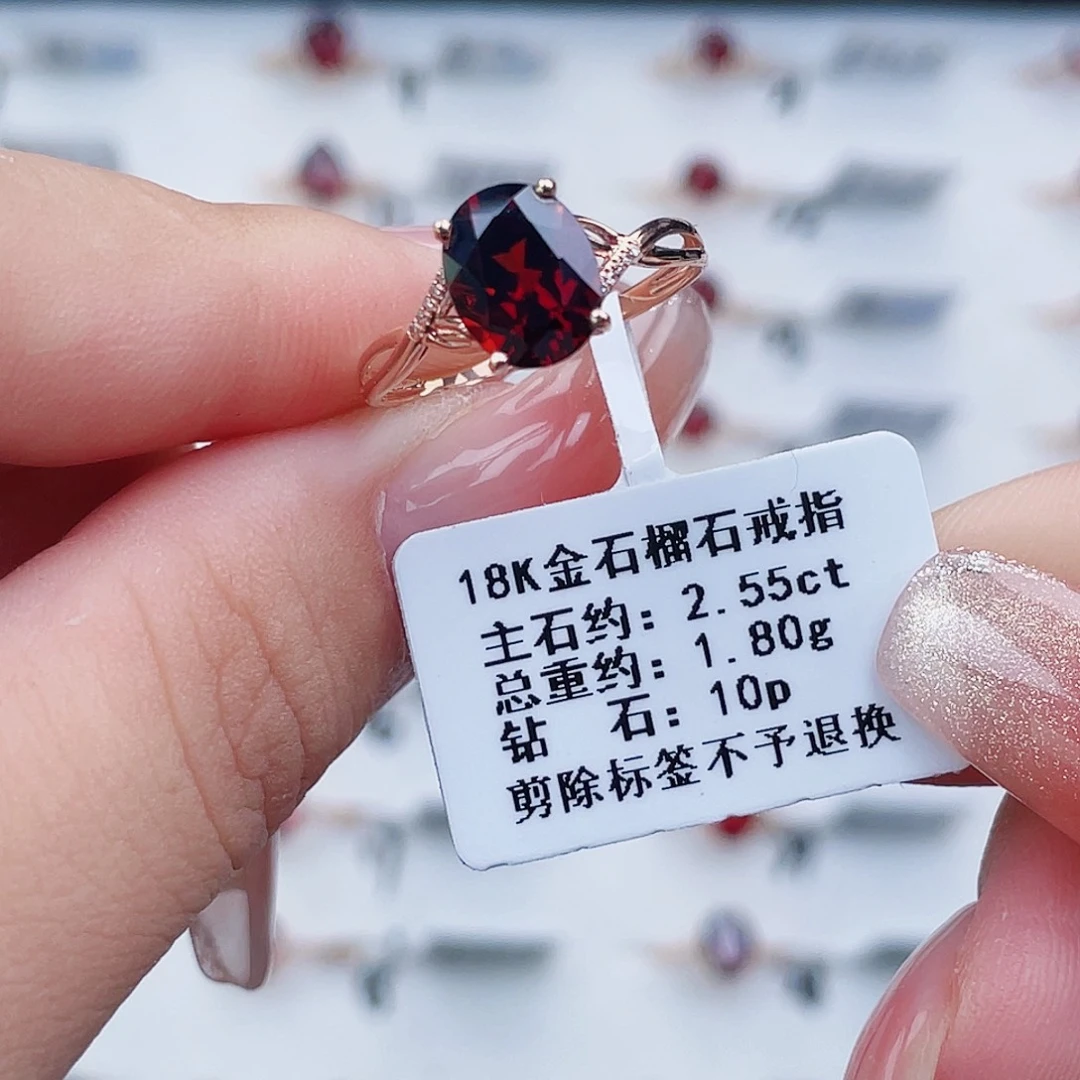 18K金石榴石戒指
主石约: 2.55ct
总重约: 1.80g
钻 石: 10p
剪除标签不予退换